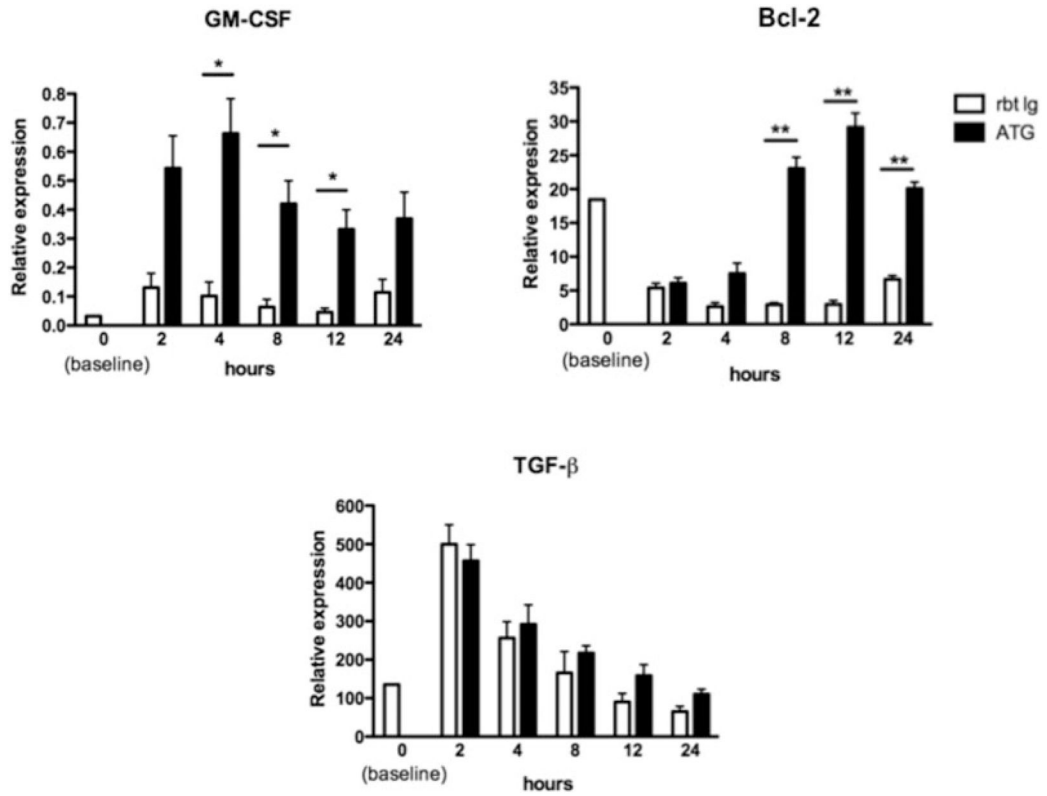 GM-CSF
*
*
*
0.8
0.7
0.6
0.5
0.4
0.3
0.2
0.1
0.0
Relative expression
0 2 4 8 12 24
(baseline)
hours
Bcl-2
**
**
**
35
30
25
20
15
10
5
0
Relative expression
0 2 4 8 12 24
(baseline)
hours
rbt Ig
ATG
TGF-β
600
500
400
300
200
100
0
Relative expression
0 2 4 8 12 24
(baseline)
hours